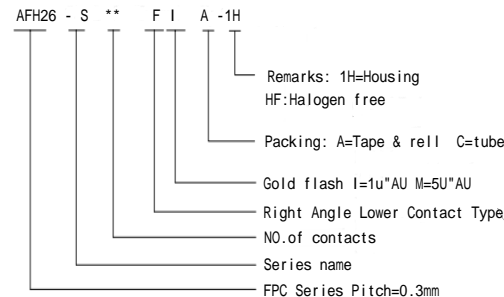 AFH26 - S ** F I A -1H
Remarks: 1H=Housing
HF:Halogen free
Packing: A=Tape & rell C=tube
Gold flash I=1u"AU M=5U"AU
Right Angle Lower Contact Type
NO.of contacts
Series name
FPC Series Pitch=0.3mm